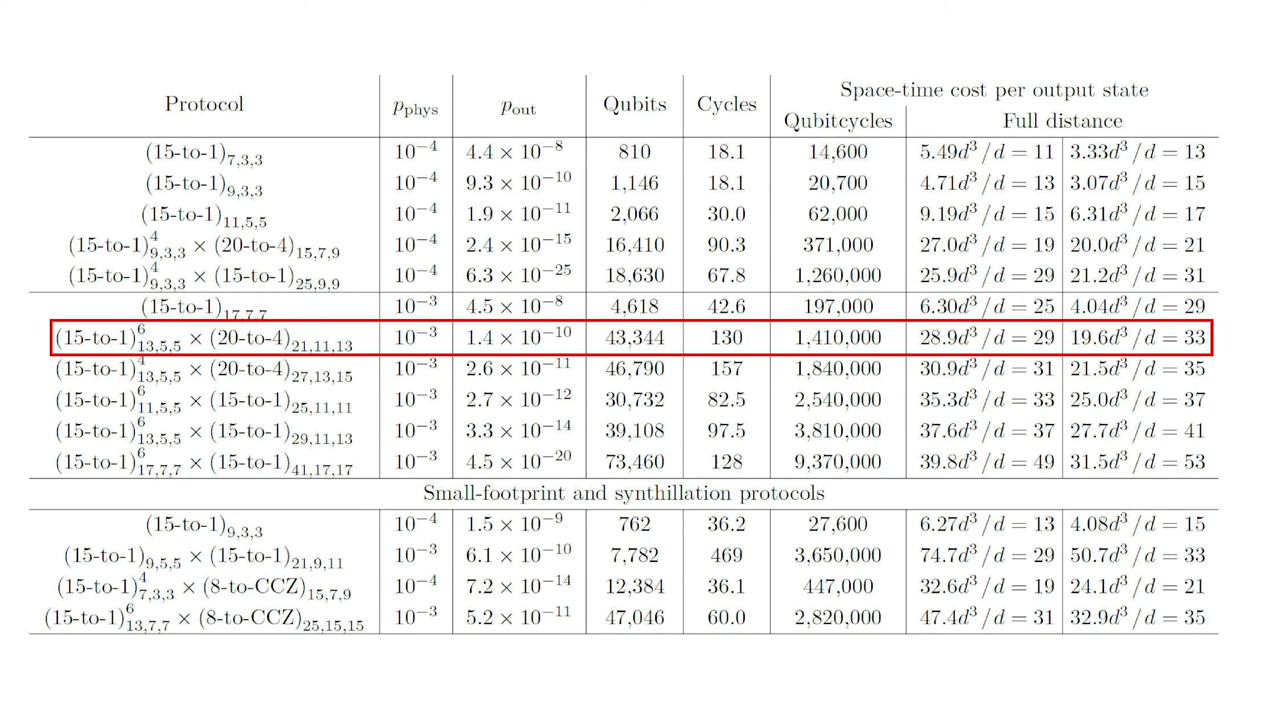 Space-time cost per output state
Protocol p_phys p_out Qubits Cycles Qubitcycles Full distance
(15-to-1)_{7,3,3} 10^{−4} 4.4 × 10^{−8} 810 18.1 14,600 5.49d^3/d = 11 3.33d^3/d = 13
(15-to-1)_{9,3,3} 10^{−4} 9.3 × 10^{−10} 1,146 18.1 20,700 4.71d^3/d = 13 3.07d^3/d = 15
(15-to-1)_{11,5,5} 10^{−4} 1.9 × 10^{−11} 2,066 30.0 62,000 9.19d^3/d = 15 6.31d^3/d = 17
(15-to-1)^4_{9,3,3} × (20-to-4)_{15,7,9} 10^{−4} 2.4 × 10^{−15} 16,410 90.3 371,000 27.0d^3/d = 19 20.0d^3/d = 21
(15-to-1)^4_{9,3,3} × (15-to-1)_{25,9,9} 10^{−4} 6.3 × 10^{−25} 18,630 67.8 1,260,000 25.9d^3/d = 29 21.2d^3/d = 31
(15-to-1)_{17,7,7} 10^{−3} 4.5 × 10^{−8} 4,618 42.6 197,000 6.30d^3/d = 25 4.04d^3/d = 29
(15-to-1)^6_{13,5,5} × (20-to-4)_{21,11,13} 10^{−3} 1.4 × 10^{−10} 43,344 130 1,410,000 28.9d^3/d = 29 19.6d^3/d = 33
(15-to-1)^4_{13,5,5} × (20-to-4)_{27,13,15} 10^{−3} 2.6 × 10^{−11} 46,790 157 1,840,000 30.9d^3/d = 31 21.5d^3/d = 35
(15-to-1)^6_{11,5,5} × (15-to-1)_{25,11,11} 10^{−3} 2.7 × 10^{−12} 30,732 82.5 2,540,000 35.3d^3/d = 33 25.0d^3/d = 37
(15-to-1)^6_{13,5,5} × (15-to-1)_{29,11,13} 10^{−3} 3.3 × 10^{−14} 39,108 97.5 3,810,000 37.6d^3/d = 37 27.7d^3/d = 41
(15-to-1)^6_{17,7,7} × (15-to-1)_{41,17,17} 10^{−3} 4.5 × 10^{−20} 73,460 128 9,370,000 39.8d^3/d = 49 31.5d^3/d = 53
Small-footprint and synthillation protocols
(15-to-1)_{9,3,3} 10^{−4} 1.5 × 10^{−9} 762 36.2 27,600 6.27d^3/d = 13 4.08d^3/d = 15
(15-to-1)_{9,5,5} × (15-to-1)_{21,9,11} 10^{−3} 6.1 × 10^{−10} 7,782 469 3,650,000 74.7d^3/d = 29 50.7d^3/d = 33
(15-to-1)^4_{7,3,3} × (8-to-CCZ)_{15,7,9} 10^{−4} 7.2 × 10^{−14} 12,384 36.1 447,000 32.6d^3/d = 19 24.1d^3/d = 21
(15-to-1)^6_{13,7,7} × (8-to-CCZ)_{25,15,15} 10^{−3} 5.2 × 10^{−11} 47,046 60.0 2,820,000 47.4d^3/d = 31 32.9d^3/d = 35